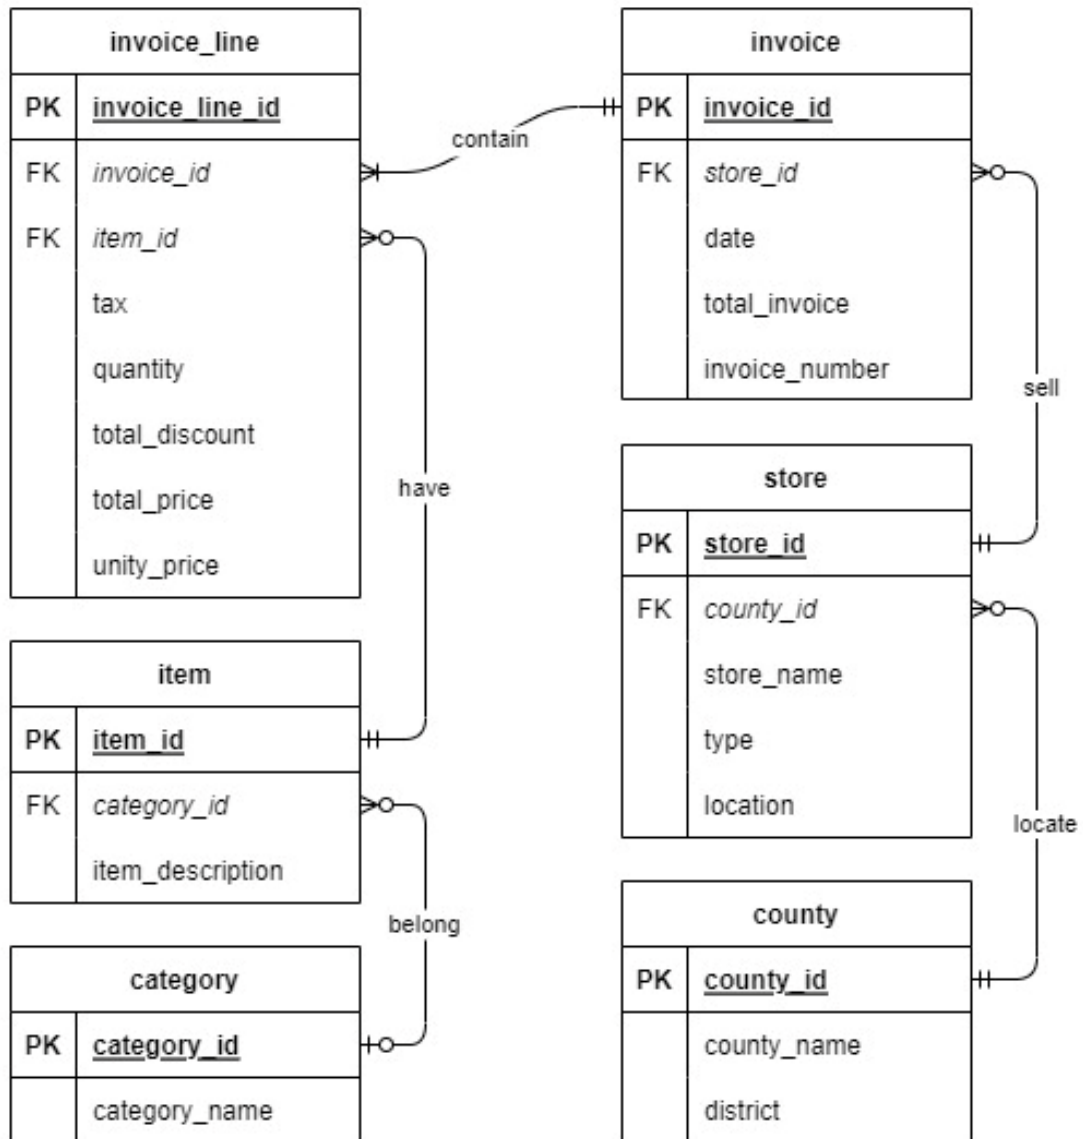 invoice_line
PK invoice_line_id
FK invoice_id
FK item_id
tax
quantity
total_discount
total_price
unity_price
contain
invoice
PK invoice_id
FK store_id
date
total_invoice
invoice_number
sell
have
store
PK store_id
FK county_id
store_name
type
location
locate
item
PK item_id
FK category_id
item_description
belong
category
PK category_id
category_name
county
PK county_id
county_name
district